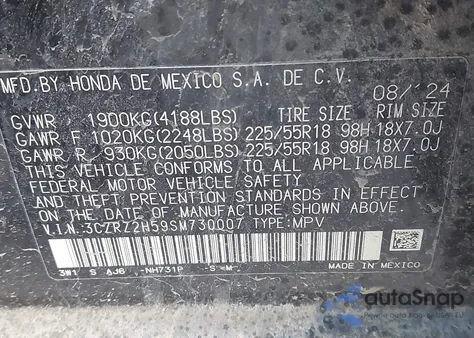 MFD.BY HONDA DE MEXICO S.A. DE C.V. 08/24
GVWR 1900KG(4188LBS) TIRE SIZE RIM SIZE
GAWR F 1020KG(2248LBS) 225/55R18 98H 18X7.0J
GAWR R 930KG(2050LBS) 225/55R18 98H 18X7.0J
THIS VEHICLE CONFORMS TO ALL APPLICABLE
FEDERAL MOTOR VEHICLE SAFETY
AND THEFT PREVENTION STANDARDS IN EFFECT ON
THE DATE OF MANUFACTURE SHOWN ABOVE.
V.I.N. 3CZRZ2H59SM730007 TYPE: MPV
3W1 S AJ6 -NH731P -S-M- MADE IN MEXICO
autoSnap